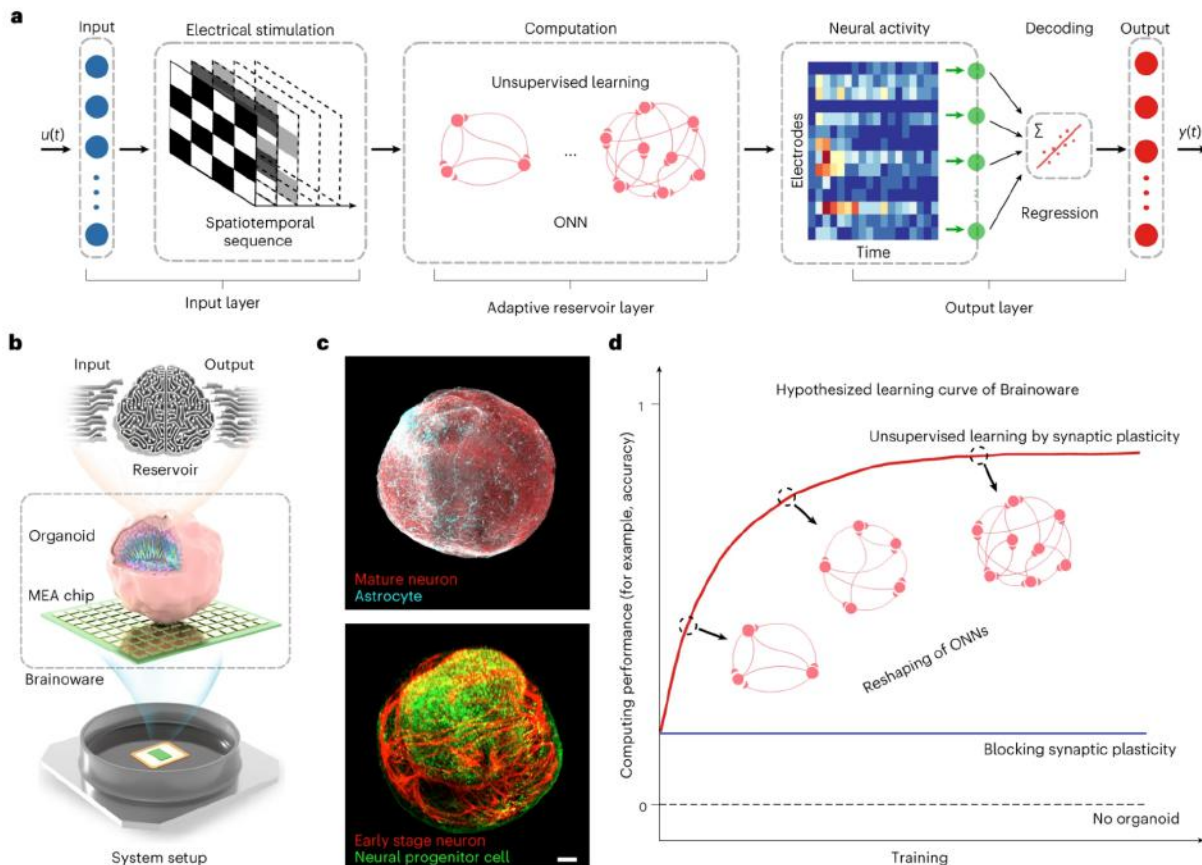 a
Input
Electrical stimulation
Computation
Neural activity
Decoding
Output
u(t)
Spatiotemporal
sequence
Unsupervised learning
...
ONN
Electrodes
Time
Σ
Regression
y(t)
Input layer
Adaptive reservoir layer
Output layer
b
Input
Output
Reservoir
Organoid
MEA chip
Brainoware
System setup
c
Mature neuron
Astrocyte
Early stage neuron
Neural progenitor cell
d
Computing performance (for example, accuracy)
1
0
Hypothesized learning curve of Brainoware
Unsupervised learning by synaptic plasticity
Reshaping of ONNs
Blocking synaptic plasticity
No organoid
Training